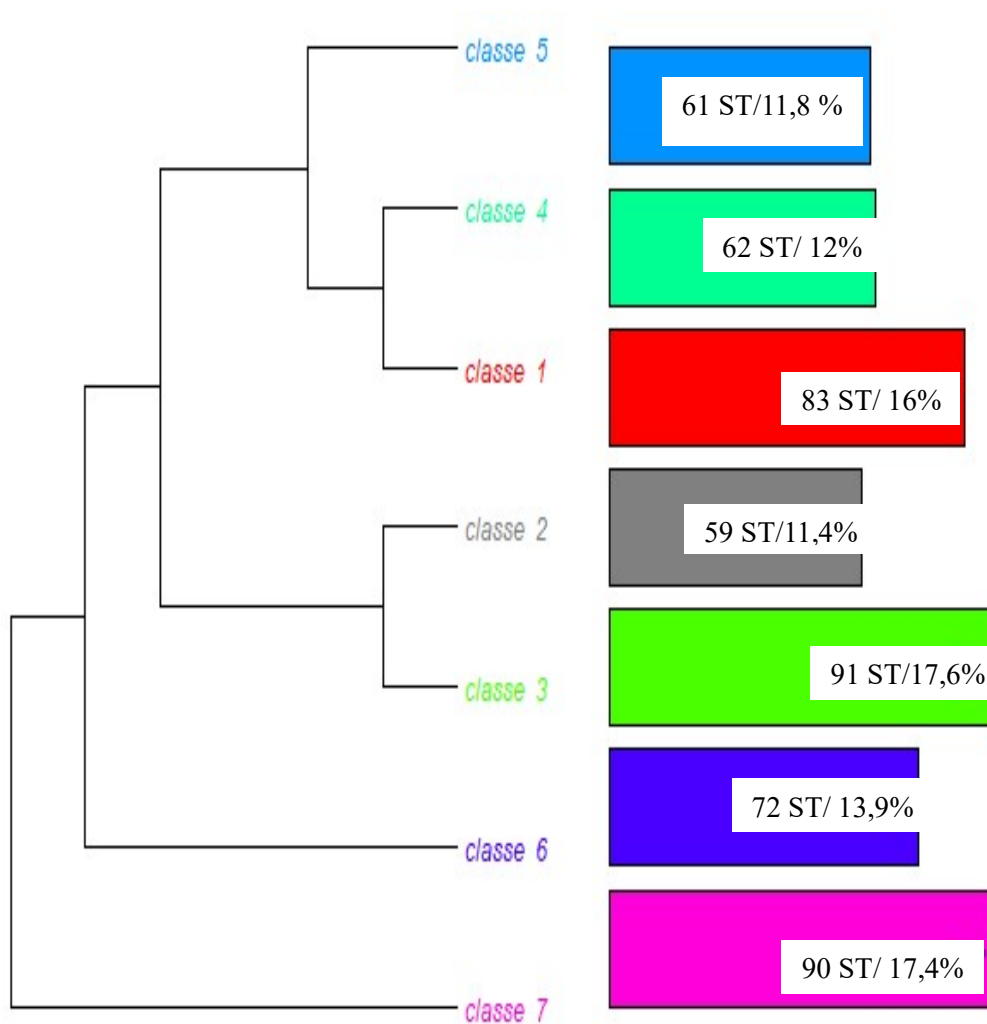 classe 5
61 ST/11,8 %
classe 4
62 ST/ 12%
classe 1
83 ST/ 16%
classe 2
59 ST/11,4%
classe 3
91 ST/17,6%
classe 6
72 ST/ 13,9%
classe 7
90 ST/ 17,4%